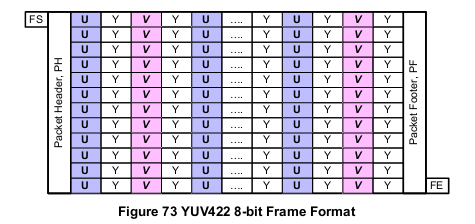 FS U Y V Y U .... Y U Y V Y
Packet Header, PH
U Y V Y U .... Y U Y V Y
U Y V Y U .... Y U Y V Y
U Y V Y U .... Y U Y V Y
U Y V Y U .... Y U Y V Y
U Y V Y U .... Y U Y V Y
U Y V Y U .... Y U Y V Y
U Y V Y U .... Y U Y V Y
U Y V Y U .... Y U Y V Y
U Y V Y U .... Y U Y V Y
U Y V Y U .... Y U Y V Y
U Y V Y U .... Y U Y V Y FE
Packet Footer, PF
Figure 73 YUV422 8-bit Frame Format